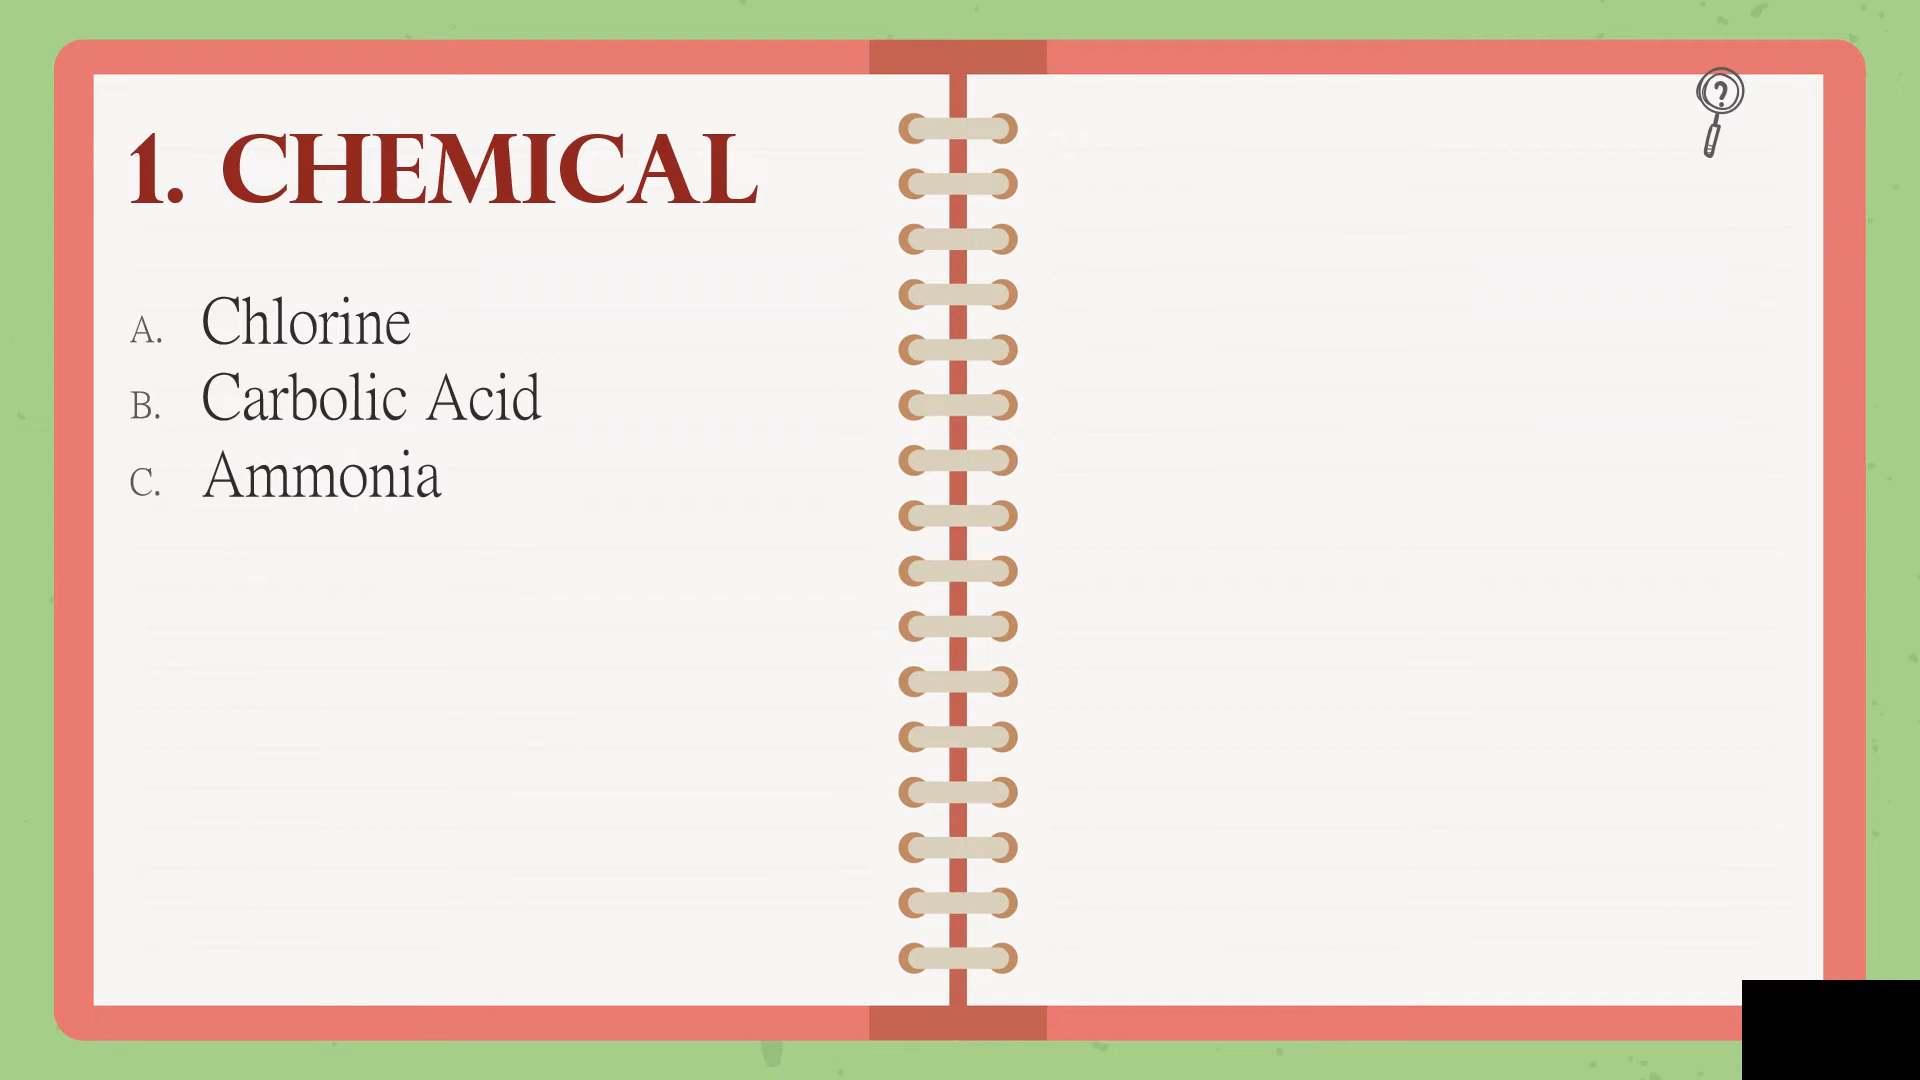 1. CHEMICAL
A. Chlorine
B. Carbolic Acid
C. Ammonia
?